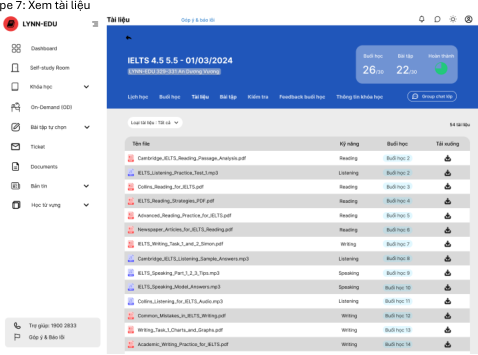 pe 7: Xem tài liệu
LYNN-EDU
Tài liệu
Góp ý & báo lỗi
Dashboard
Self-study Room
Khóa học
On-Demand (OD)
Bài tập tự chọn
Ticket
Documents
Bản tin
Học từ vựng
Trợ giúp: 1900 2833
Góp ý & Báo lỗi
IELTS 4.5 5.5 - 01/03/2024
LYNN-EDU 329-331 An Dương Vương
Buổi học
Bài tập
Hoàn thành
26/39
22/39
Lịch học
Buổi học
Tài liệu
Bài tập
Kiểm tra
Feedback buổi học
Thông tin khóa học
Group chat lớp
Loại tài liệu : Tất cả
94 tài liệu
Tên file Kỹ năng Buổi học Tải xuống
Cambridge_IELTS_Reading_Passage_Analysis.pdf Reading Buổi học 2
IELTS_Listening_Practice_Test_1.mp3 Listening Buổi học 2
Collins_Reading_for_IELTS.pdf Reading Buổi học 3
IELTS_Reading_Strategies_PDF.pdf Reading Buổi học 4
Advanced_Reading_Practice_for_IELTS.pdf Reading Buổi học 5
Newspaper_Articles_for_IELTS_Reading.pdf Reading Buổi học 6
IELTS_Writing_Task_1_and_2_Simon.pdf Writing Buổi học 7
Cambridge_IELTS_Listening_Sample_Answers.mp3 Listening Buổi học 8
IELTS_Speaking_Part_1_2_3_Tips.mp3 Speaking Buổi học 9
IELTS_Speaking_Model_Answers.mp3 Speaking Buổi học 10
Collins_Listening_for_IELTS_Audio.mp3 Listening Buổi học 11
Common_Mistakes_in_IELTS_Writing.pdf Writing Buổi học 12
Writing_Task_1_Charts_and_Graphs.pdf Writing Buổi học 13
Academic_Writing_Practice_for_IELTS.pdf Writing Buổi học 14